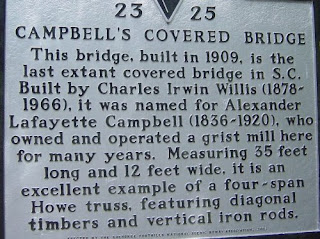 23 25
CAMPBELL'S COVERED BRIDGE
This bridge, built in 1909, is the
last extant covered bridge in S.C.
Built by Charles Irwin Willis (1878-
1966), it was named for Alexander
Lafayette Campbell (1836-1920), who
owned and operated a grist mill here
for many years. Measuring 35 feet
long and 12 feet wide, it is an
excellent example of a four-span
Howe truss, featuring diagonal
timbers and vertical iron rods.